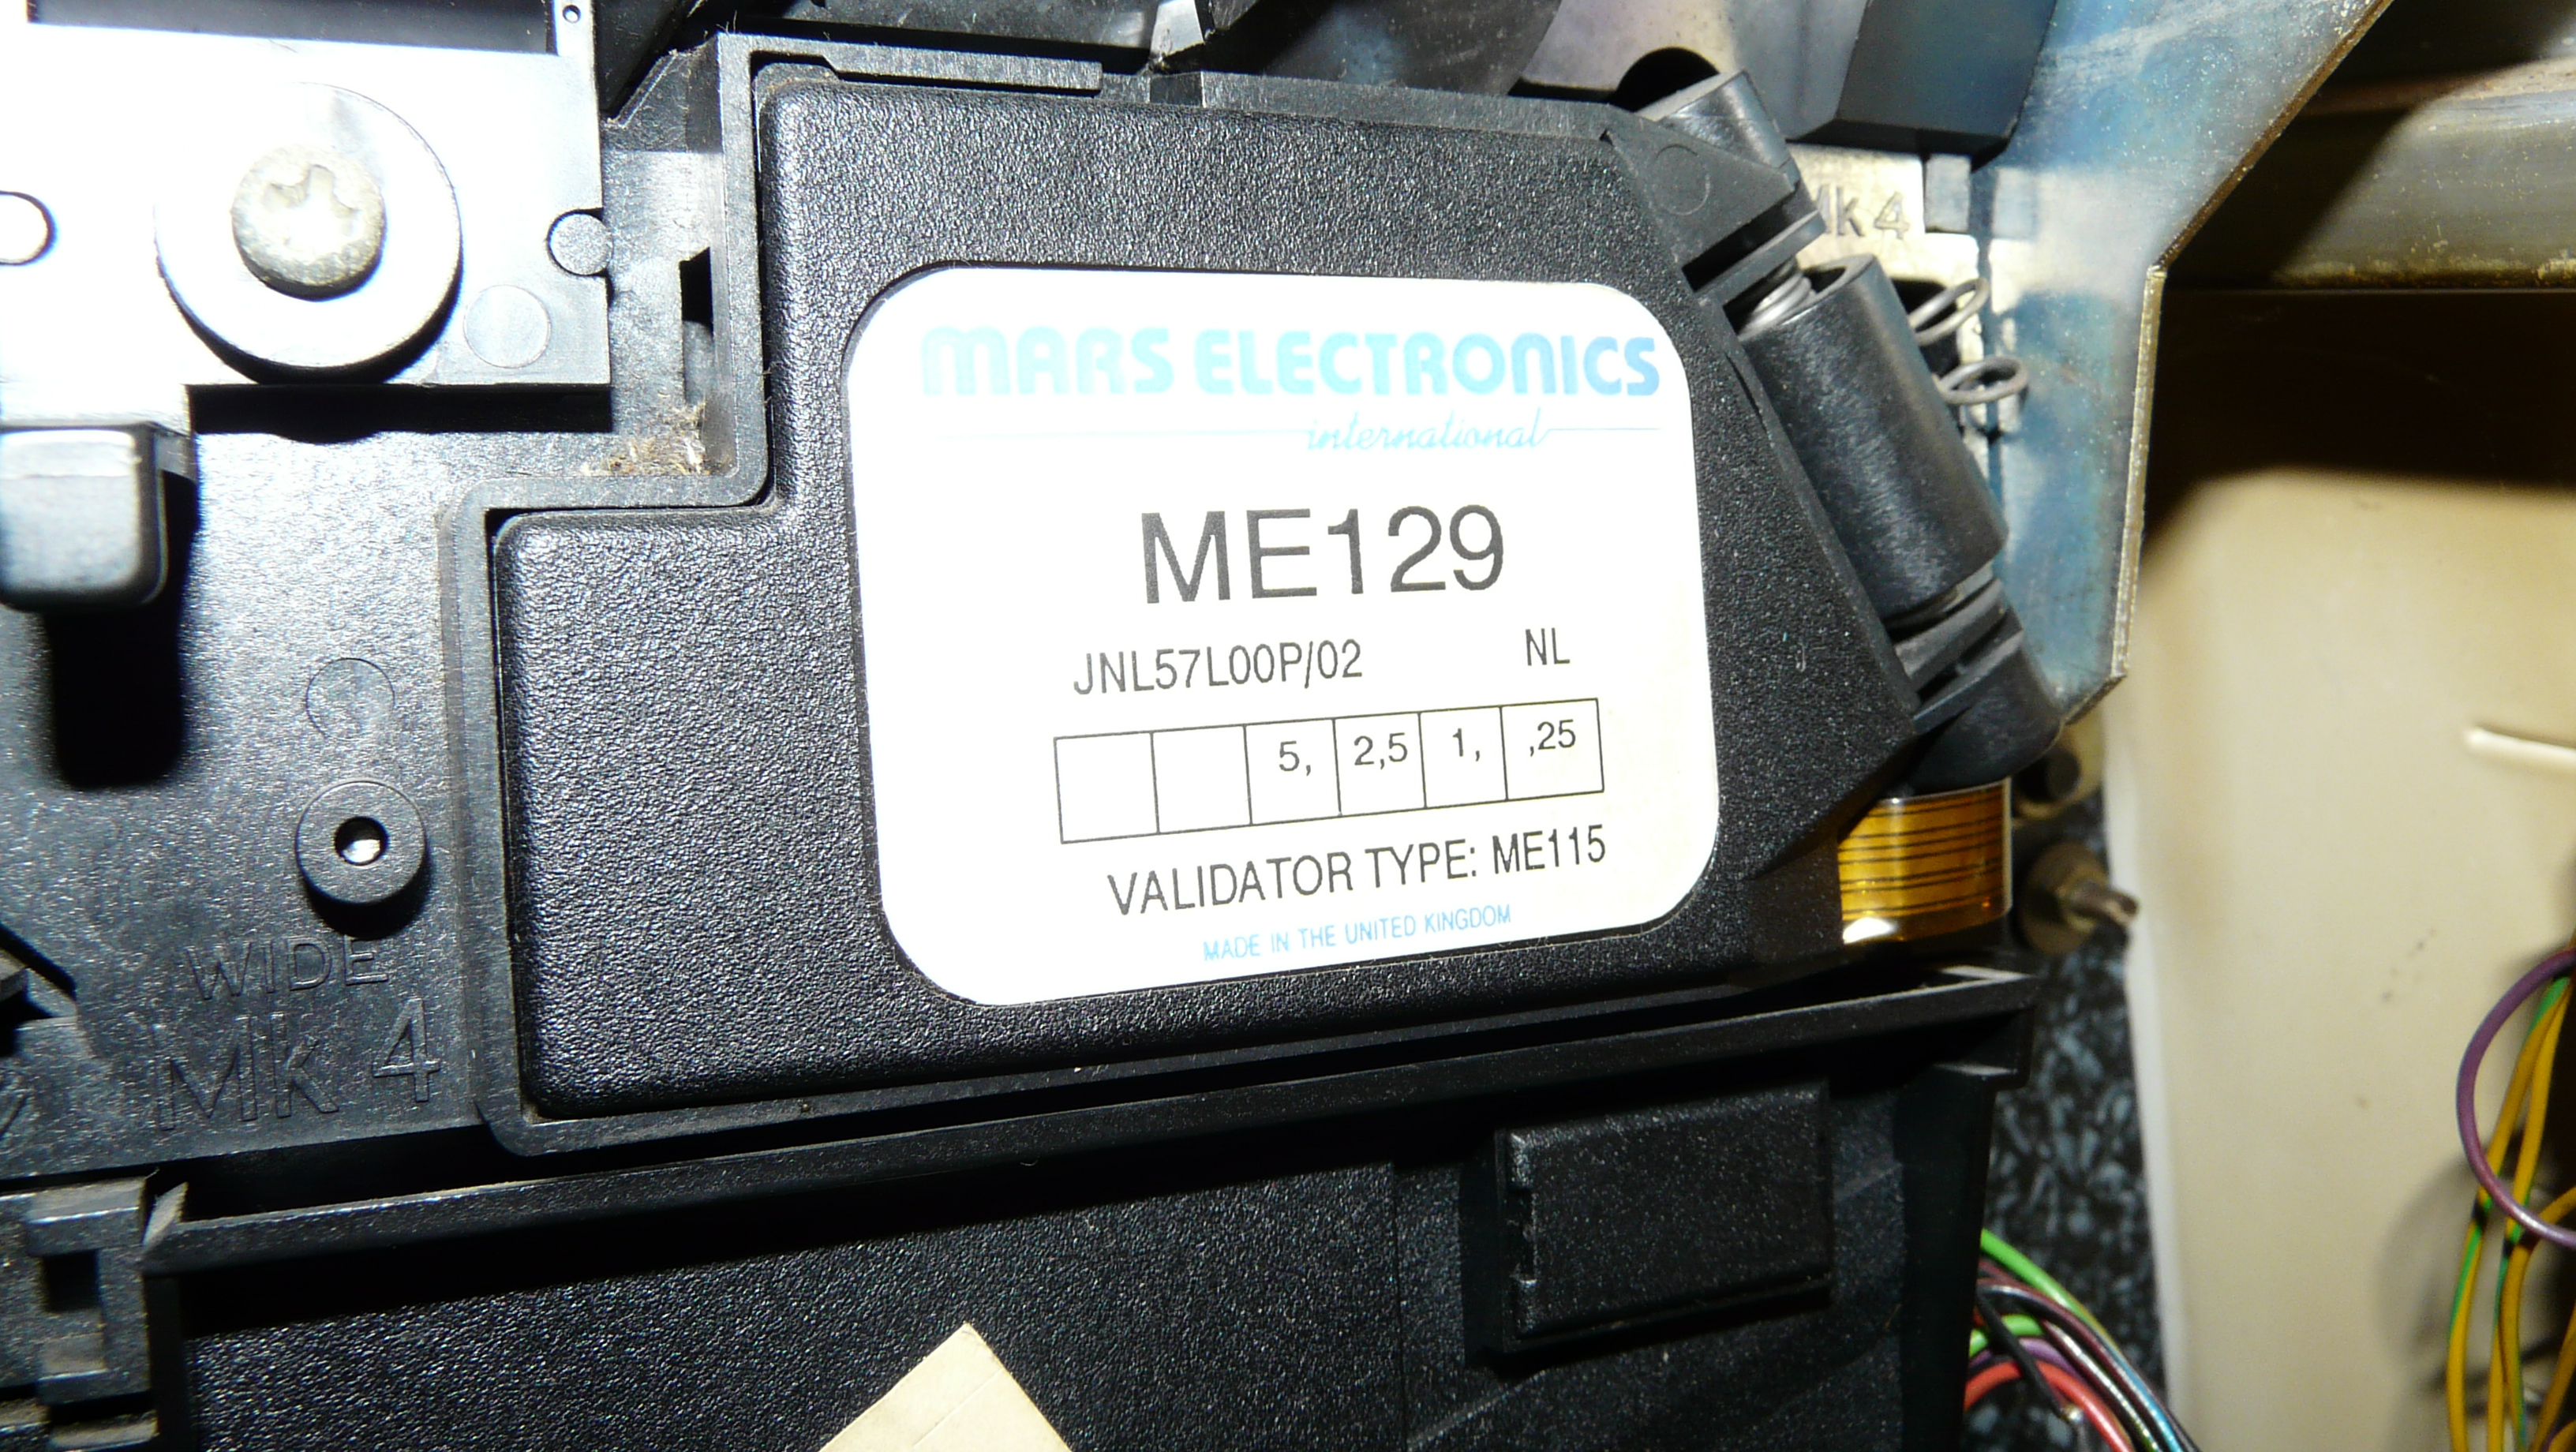 Mk 4
MARS ELECTRONICS
international
ME129
JNL57L00P/02 NL
5, 2,5 1, ,25
VALIDATOR TYPE: ME115
MADE IN THE UNITED KINGDOM
WIDE
Mk 4